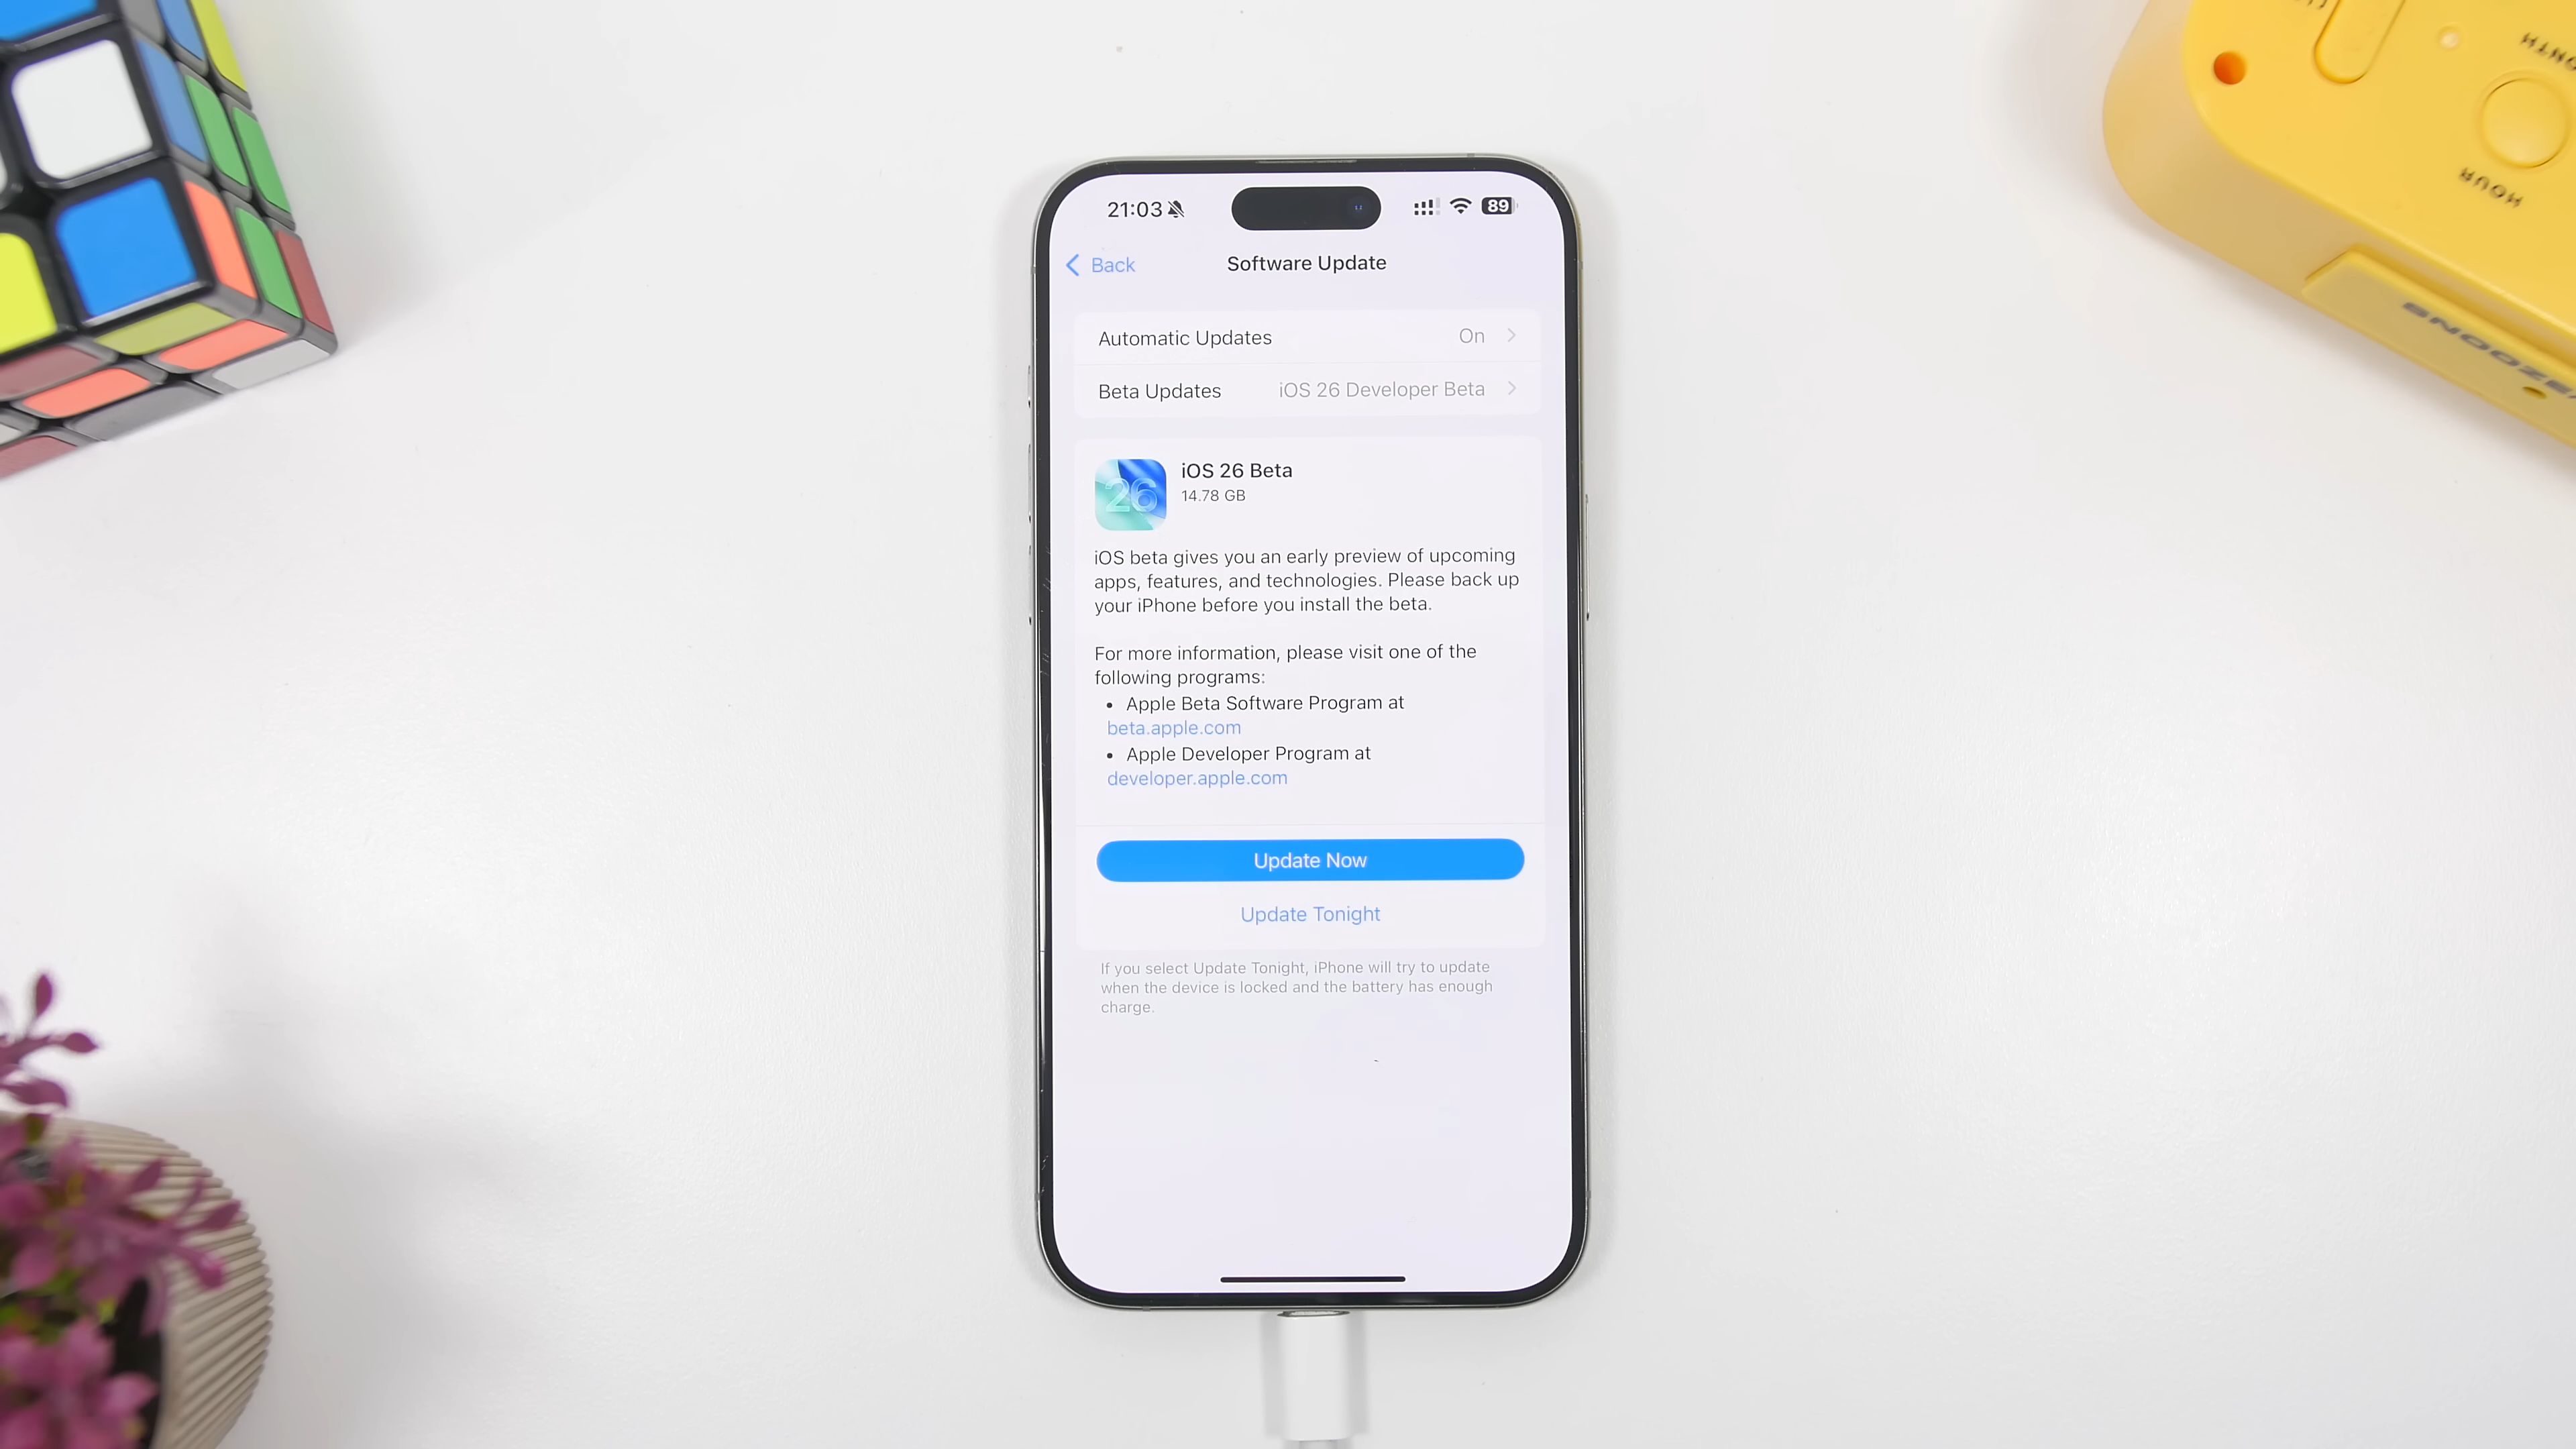 21:03
89
Back
Software Update
Automatic Updates On
Beta Updates iOS 26 Developer Beta
26
iOS 26 Beta
14.78 GB
iOS beta gives you an early preview of upcoming
apps, features, and technologies. Please back up
your iPhone before you install the beta.
For more information, please visit one of the
following programs:
• Apple Beta Software Program at
beta.apple.com
• Apple Developer Program at
developer.apple.com
Update Now
Update Tonight
If you select Update Tonight, iPhone will try to update
when the device is locked and the battery has enough
charge.
HOUR
SNOOZE